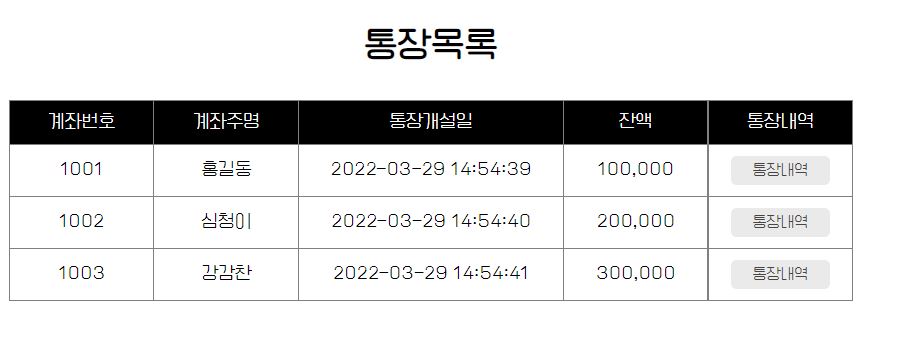 통장목록
계좌번호 계좌주명 통장개설일 잔액 통장내역
1001 홍길동 2022-03-29 14:54:39 100,000 통장내역
1002 심청이 2022-03-29 14:54:40 200,000 통장내역
1003 강감찬 2022-03-29 14:54:41 300,000 통장내역